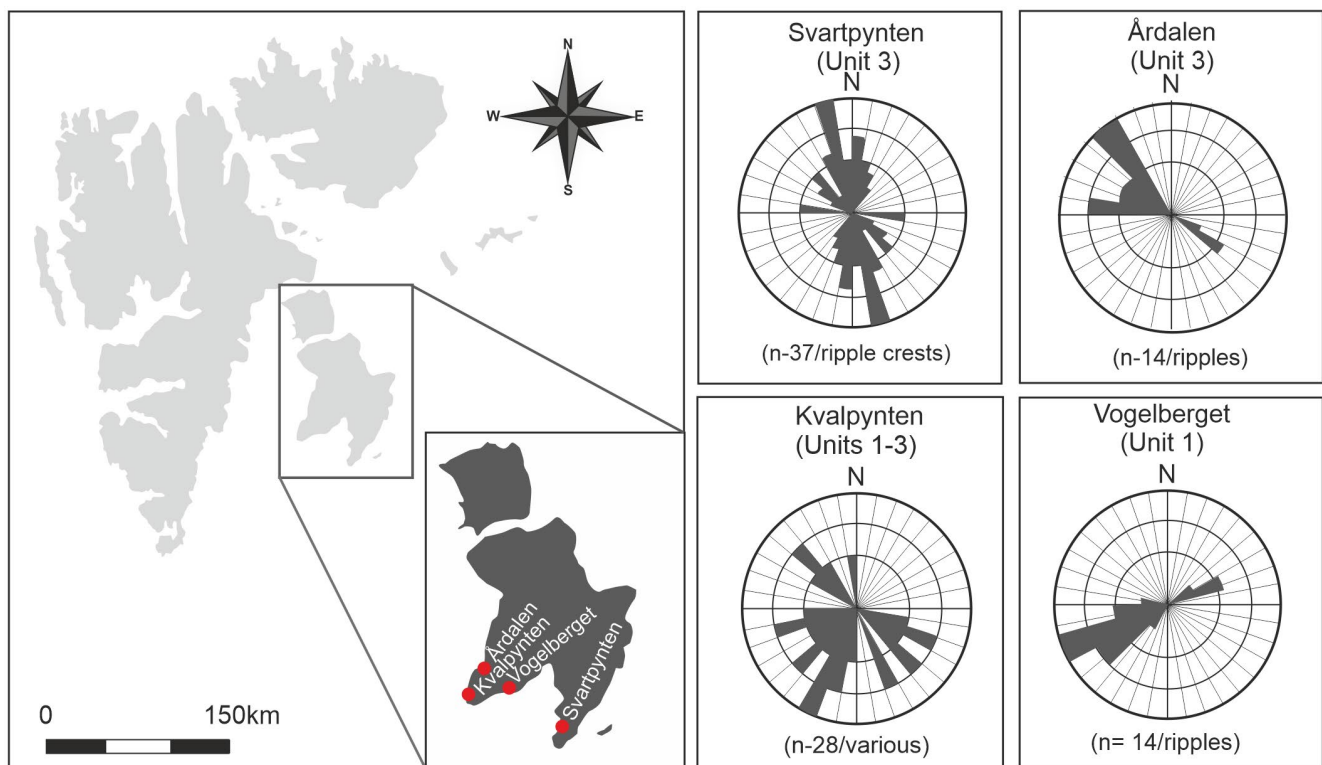 N
W
E
S
0
150km
Årdalen
Kvalpynten
Vogelberget
Svartpynten
Svartpynten
(Unit 3)
N
(n-37/ripple crests)
Årdalen
(Unit 3)
N
(n-14/ripples)
Kvalpynten
(Units 1-3)
N
(n-28/various)
Vogelberget
(Unit 1)
N
(n= 14/ripples)